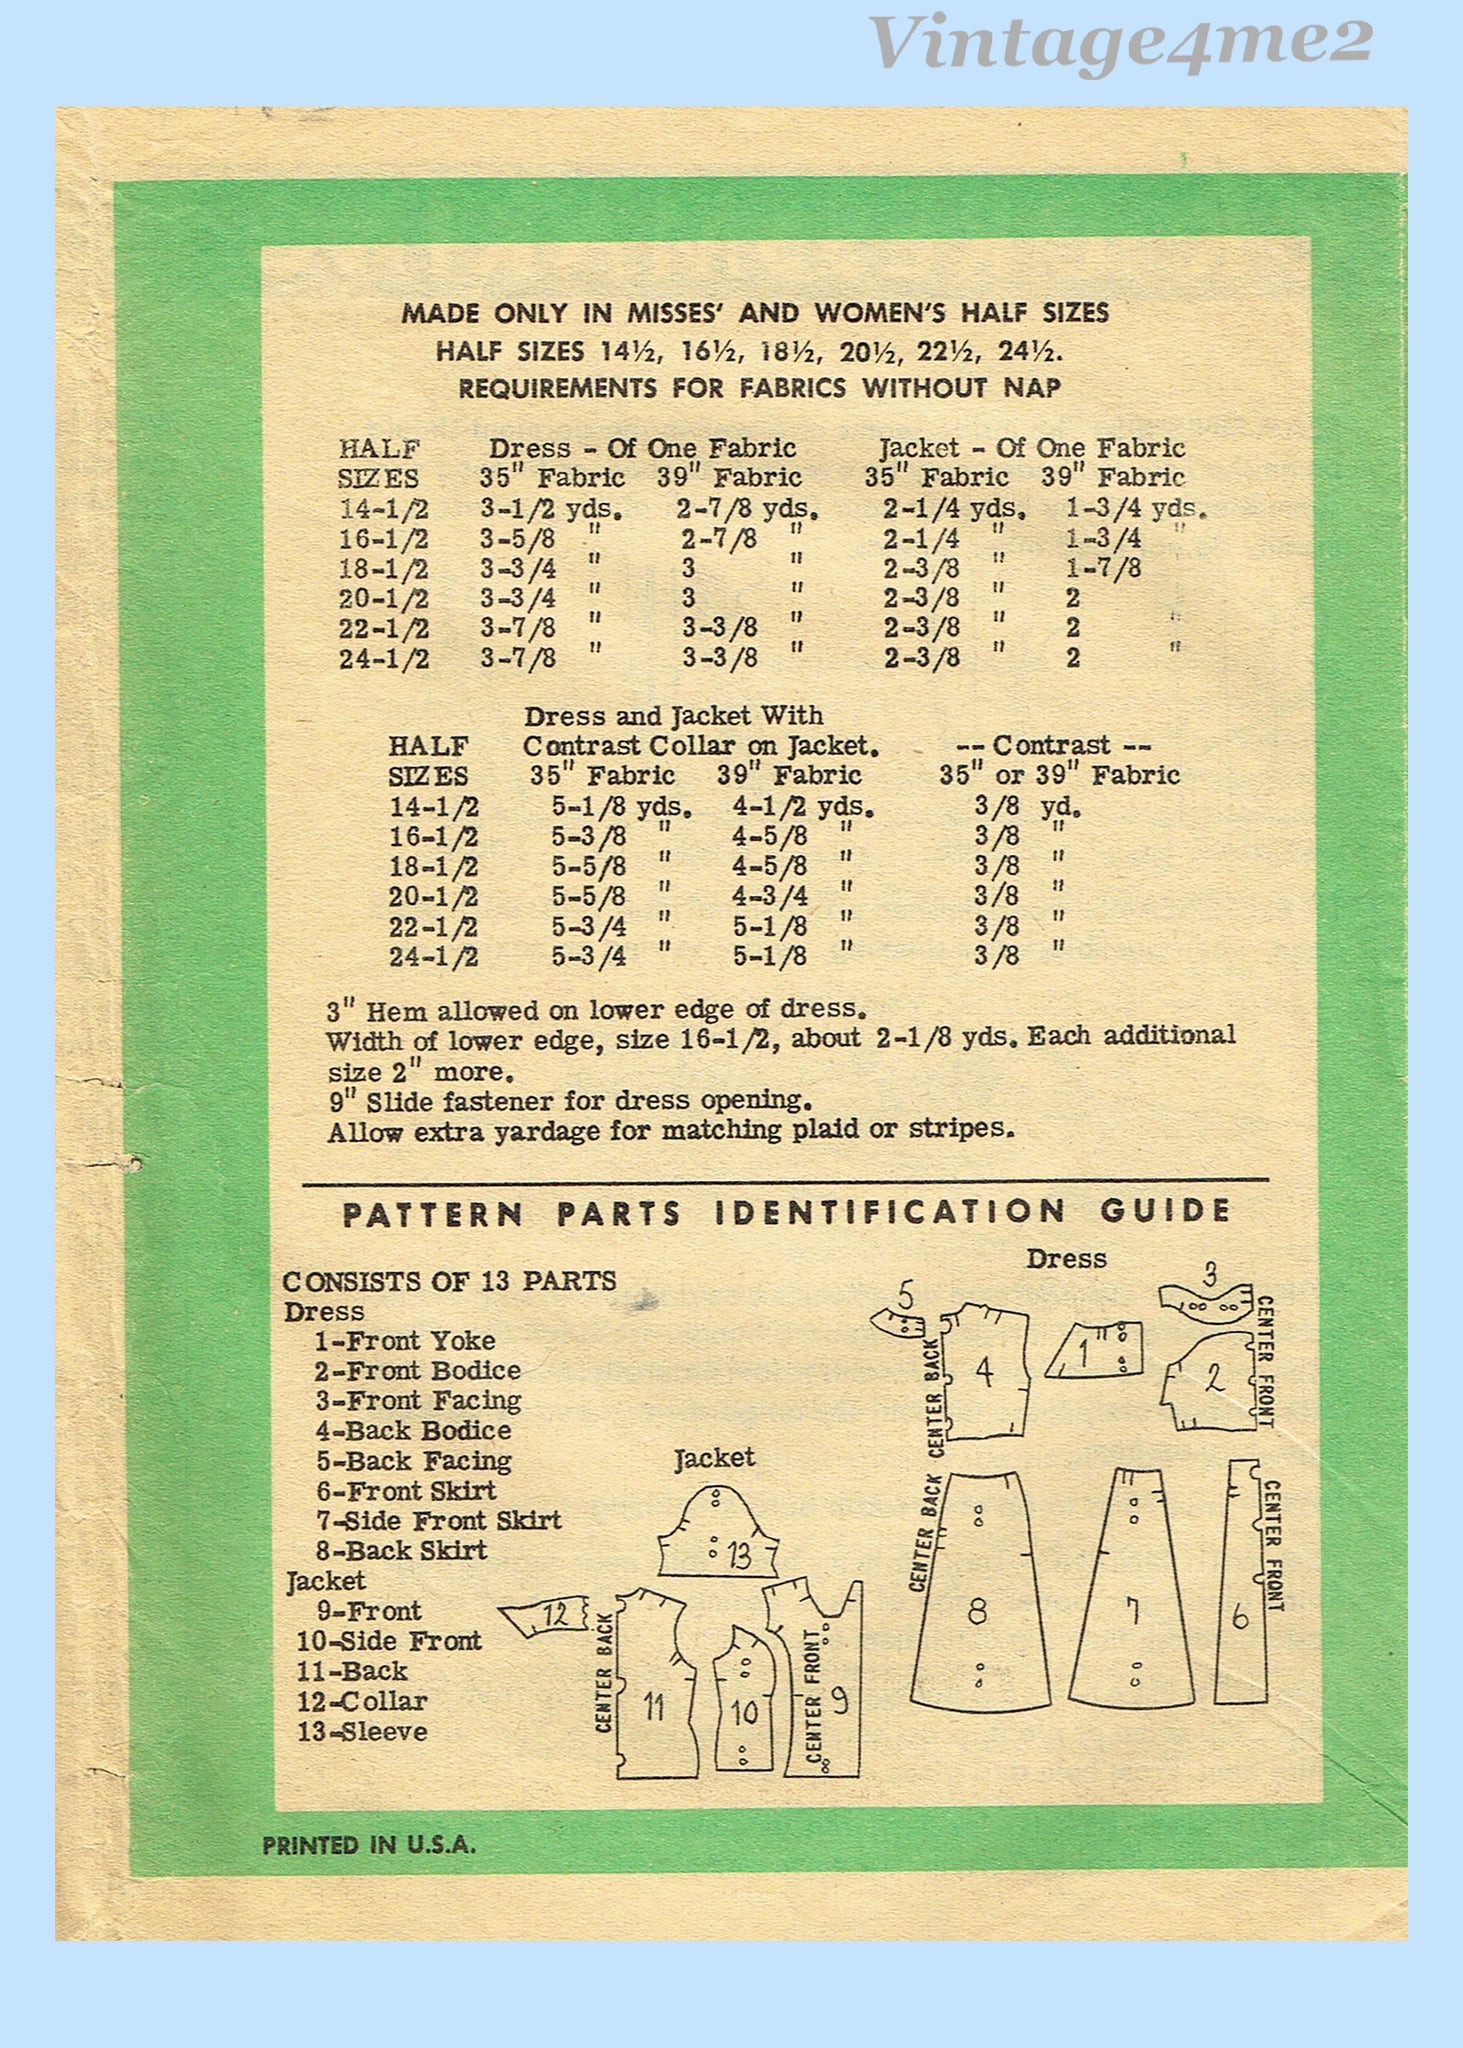 Vintage4me2
MADE ONLY IN MISSES' AND WOMEN'S HALF SIZES
HALF SIZES 14½, 16½, 18½, 20½, 22½, 24½.
REQUIREMENTS FOR FABRICS WITHOUT NAP
HALF Dress - Of One Fabric Jacket - Of One Fabric
SIZES 35" Fabric 39" Fabric 35" Fabric 39" Fabric
14-1/2 3-1/2 yds. 2-7/8 yds. 2-1/4 yds. 1-3/4 yds.
16-1/2 3-5/8 " 2-7/8 " 2-1/4 " 1-3/4 "
18-1/2 3-3/4 " 3 " 2-3/8 " 1-7/8
20-1/2 3-3/4 " 3 " 2-3/8 " 2
22-1/2 3-7/8 " 3-3/8 " 2-3/8 " 2 "
24-1/2 3-7/8 " 3-3/8 " 2-3/8 " 2 "
Dress and Jacket With
HALF Contrast Collar on Jacket. -- Contrast --
SIZES 35" Fabric 39" Fabric 35" or 39" Fabric
14-1/2 5-1/8 yds. 4-1/2 yds. 3/8 yd.
16-1/2 5-3/8 " 4-5/8 " 3/8 "
18-1/2 5-5/8 " 4-5/8 " 3/8 "
20-1/2 5-5/8 " 4-3/4 " 3/8 "
22-1/2 5-3/4 " 5-1/8 " 3/8 "
24-1/2 5-3/4 " 5-1/8 " 3/8 "
3" Hem allowed on lower edge of dress.
Width of lower edge, size 16-1/2, about 2-1/8 yds. Each additional
size 2" more.
9" Slide fastener for dress opening.
Allow extra yardage for matching plaid or stripes.
PATTERN PARTS IDENTIFICATION GUIDE
CONSISTS OF 13 PARTS
Dress
1-Front Yoke
2-Front Bodice
3-Front Facing
4-Back Bodice
5-Back Facing
6-Front Skirt
7-Side Front Skirt
8-Back Skirt
Jacket
9-Front
10-Side Front
11-Back
12-Collar
13-Sleeve
Dress
5
3
CENTER BACK
4
1
2
CENTER FRONT
CENTER BACK
8
7
6
CENTER FRONT
Jacket
13
12
CENTER BACK
11
10
CENTER FRONT
9
PRINTED IN U.S.A.